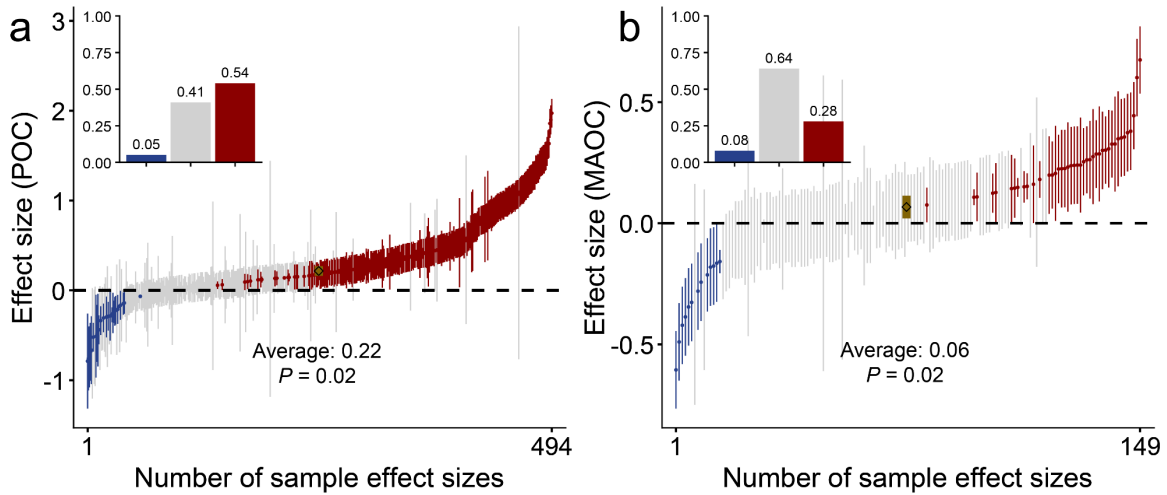 a
Effect size (POC)
3
2
1
0
-1
1.00
0.75
0.50
0.25
0.00
0.05
0.41
0.54
Average: 0.22
P = 0.02
1
494
Number of sample effect sizes
b
Effect size (MAOC)
0.5
0.0
-0.5
1.00
0.75
0.50
0.25
0.00
0.08
0.64
0.28
Average: 0.06
P = 0.02
1
149
Number of sample effect sizes